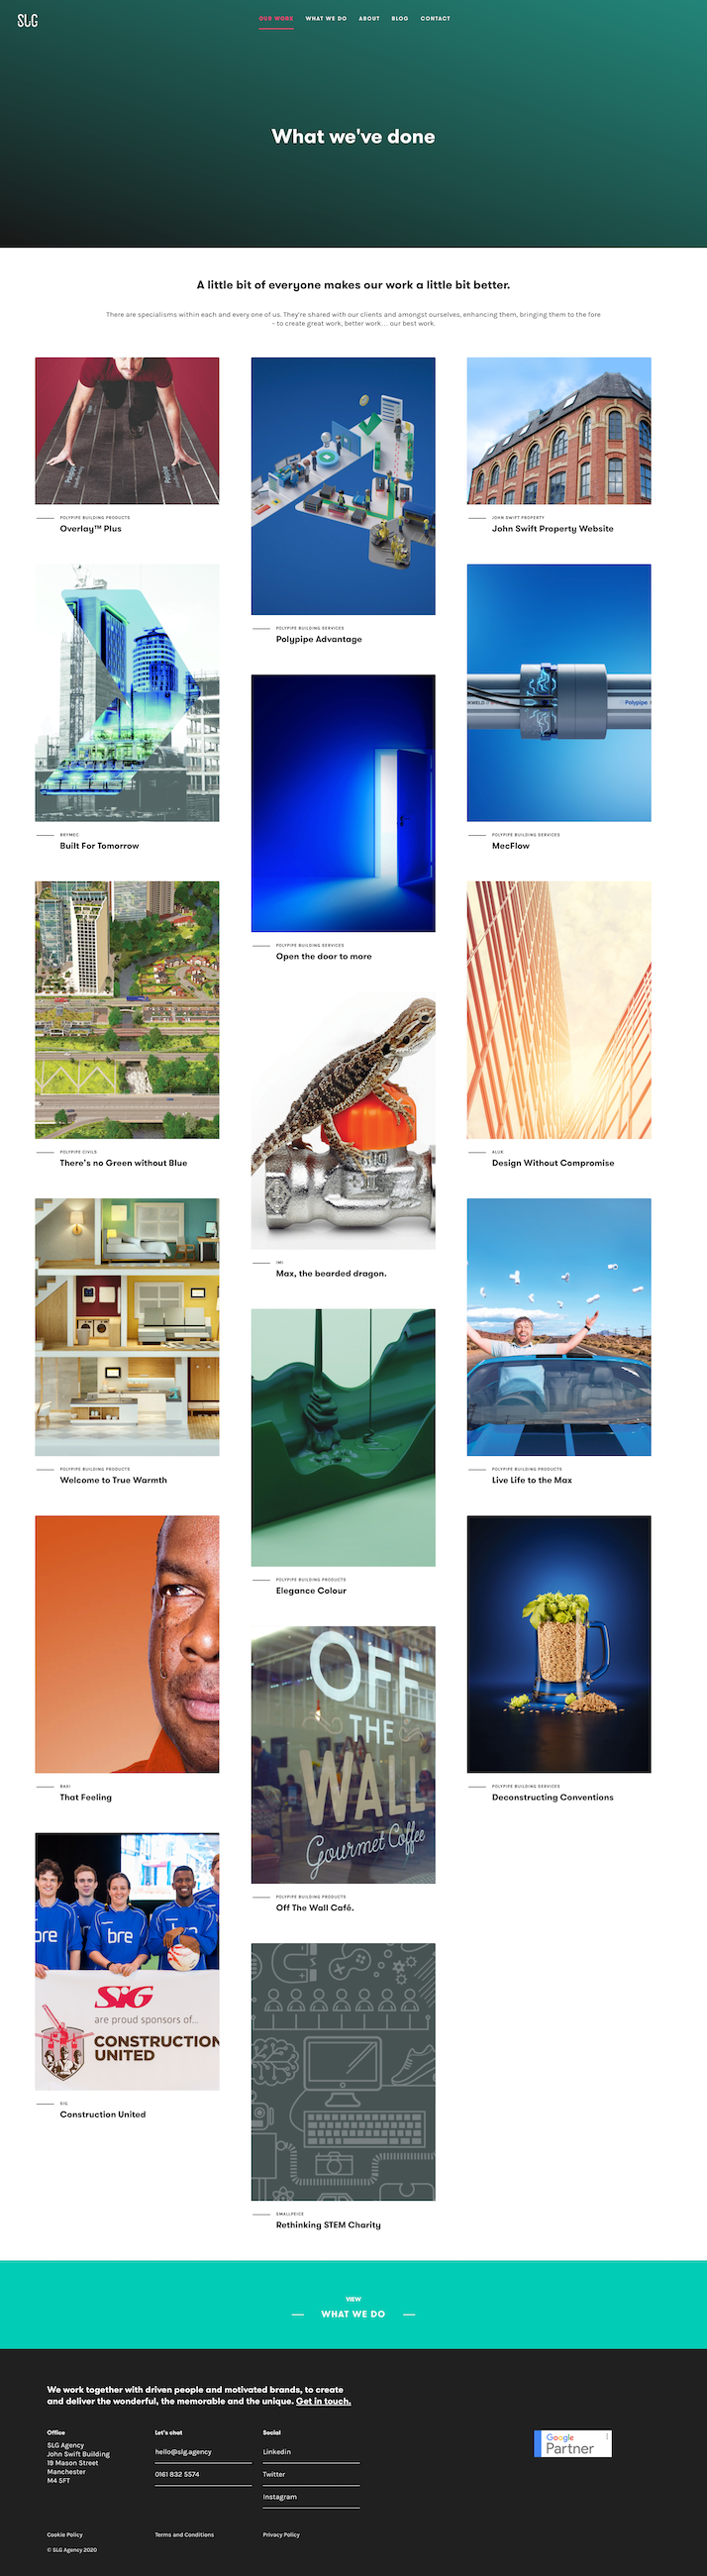 SLG
OUR WORK
WHAT WE DO
ABOUT
BLOG
CONTACT
What we've done
A little bit of everyone makes our work a little bit better.
There are specialisms within each and every one of us. They're shared with our clients and amongst ourselves, enhancing them, bringing them to the fore
- to create great work, better work… our best work.
POLYPIPE BUILDING PRODUCTS
Overlay™ Plus
POLYPIPE BUILDING SERVICES
Polypipe Advantage
JOHN SWIFT PROPERTY
John Swift Property Website
Built For Tomorrow
POLYPIPE BUILDING SERVICES
Open the door to more
Polypipe
POLYPIPE BUILDING SERVICES
MecFlow
POLYPIPE CIVILS
There's no Green without Blue
IMI
Max, the bearded dragon.
ALUK
Design Without Compromise
POLYPIPE BUILDING PRODUCTS
Welcome to True Warmth
POLYPIPE BUILDING PRODUCTS
Elegance Colour
POLYPIPE BUILDING PRODUCTS
Live Life to the Max
BAXI
That Feeling
OFF
THE
WALL
Gourmet Coffee
POLYPIPE BUILDING PRODUCTS
Off The Wall Café.
POLYPIPE BUILDING SERVICES
Deconstructing Conventions
bre
bre
SIG
are proud sponsors of...
CONSTRUCTION
UNITED
SIG
Construction United
SMALLPEICE
Rethinking STEM Charity
VIEW
WHAT WE DO
We work together with driven people and motivated brands, to create
and deliver the wonderful, the memorable and the unique. Get in touch.
Office
SLG Agency
John Swift Building
19 Mason Street
Manchester
M4 5FT
Let's chat
hello@slg.agency
0161 832 5574
Social
Linkedin
Twitter
Instagram
Google
Partner
Cookie Policy
Terms and Conditions
Privacy Policy
© SLG Agency 2020